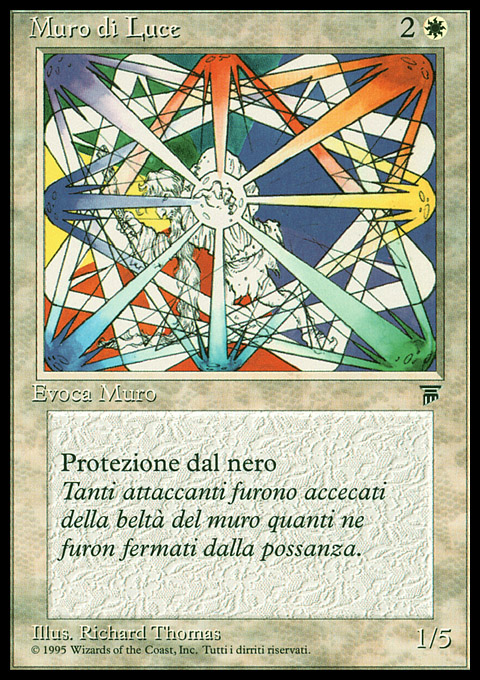 Muro di Luce 2
Evoca Muro
Protezione dal nero
Tanti attaccanti furono accecati
della beltà del muro quanti ne
furon fermati dalla possanza.
Illus. Richard Thomas
1/5
© 1995 Wizards of the Coast, Inc. Tutti i dirriti riservati.